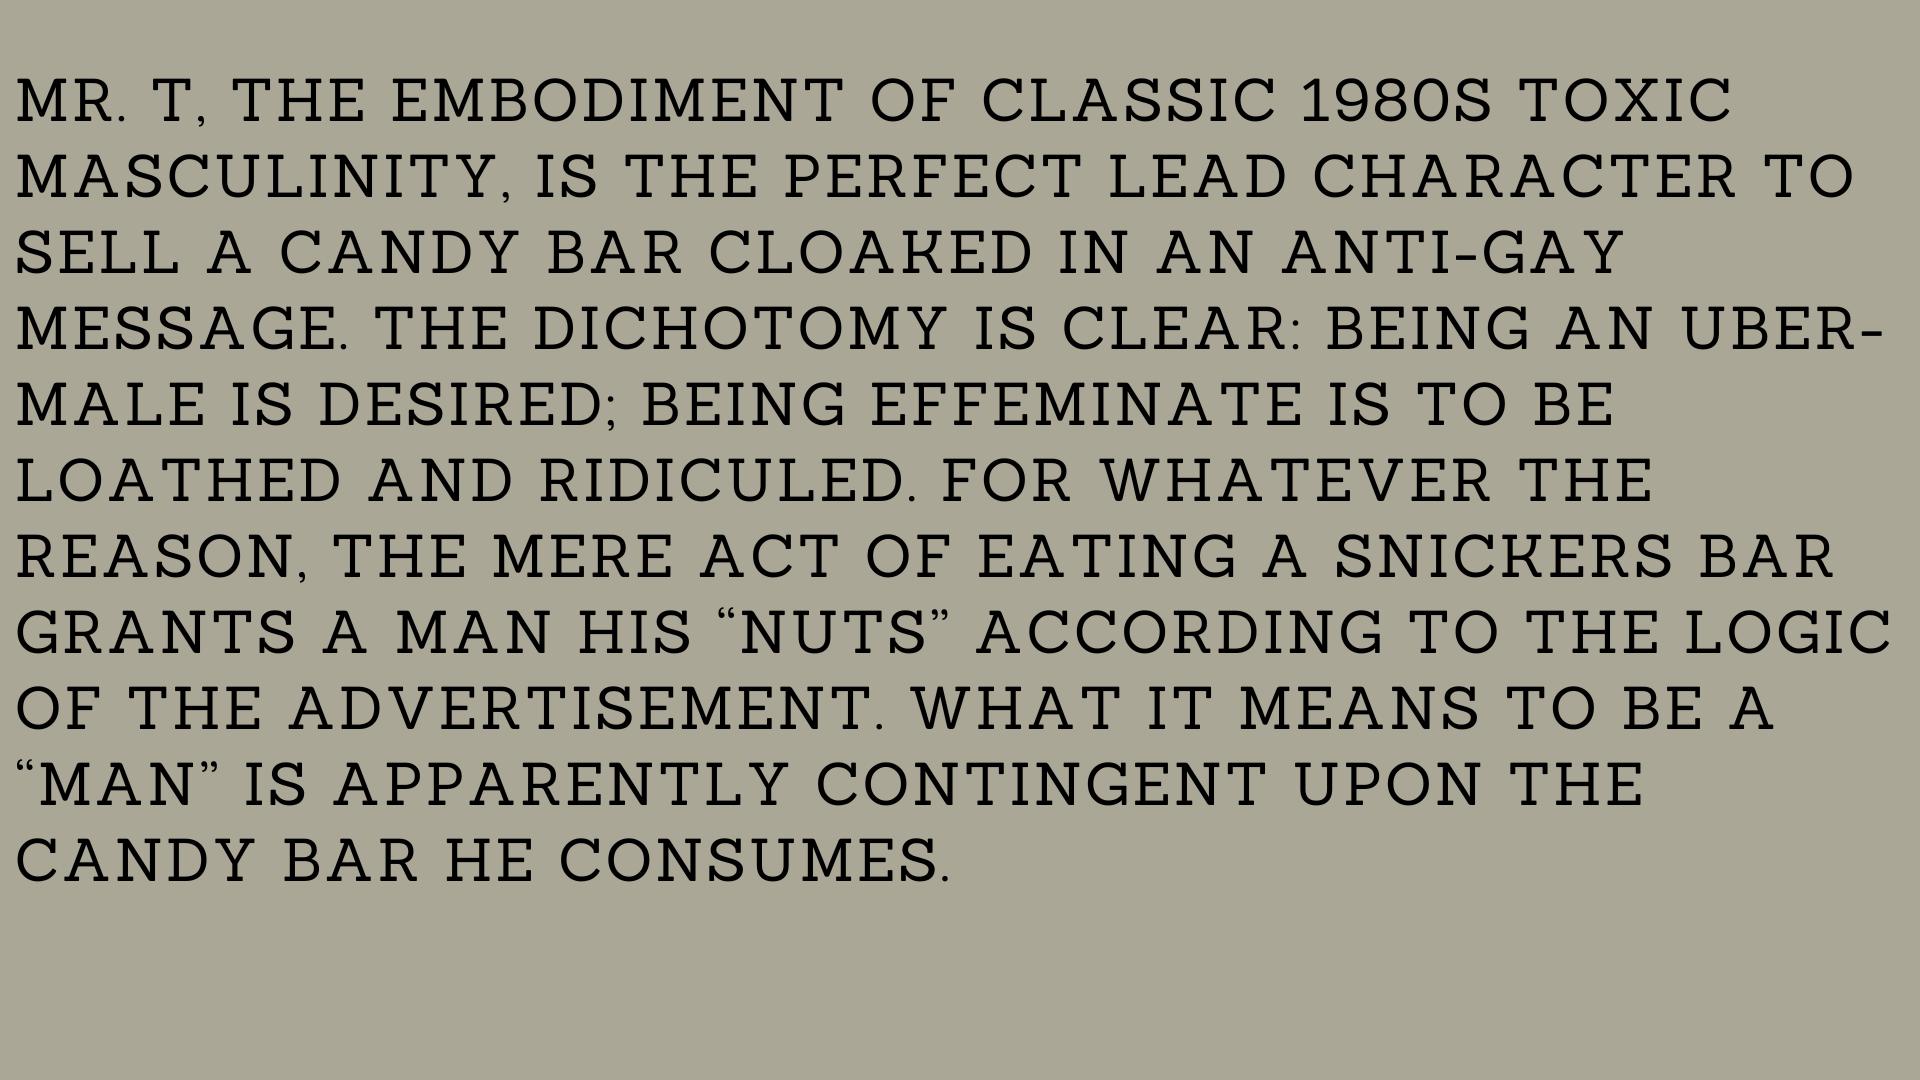 MR. T, THE EMBODIMENT OF CLASSIC 1980S TOXIC
MASCULINITY, IS THE PERFECT LEAD CHARACTER TO
SELL A CANDY BAR CLOAKED IN AN ANTI-GAY
MESSAGE. THE DICHOTOMY IS CLEAR: BEING AN UBER-
MALE IS DESIRED; BEING EFFEMINATE IS TO BE
LOATHED AND RIDICULED. FOR WHATEVER THE
REASON, THE MERE ACT OF EATING A SNICKERS BAR
GRANTS A MAN HIS “NUTS” ACCORDING TO THE LOGIC
OF THE ADVERTISEMENT. WHAT IT MEANS TO BE A
“MAN” IS APPARENTLY CONTINGENT UPON THE
CANDY BAR HE CONSUMES.